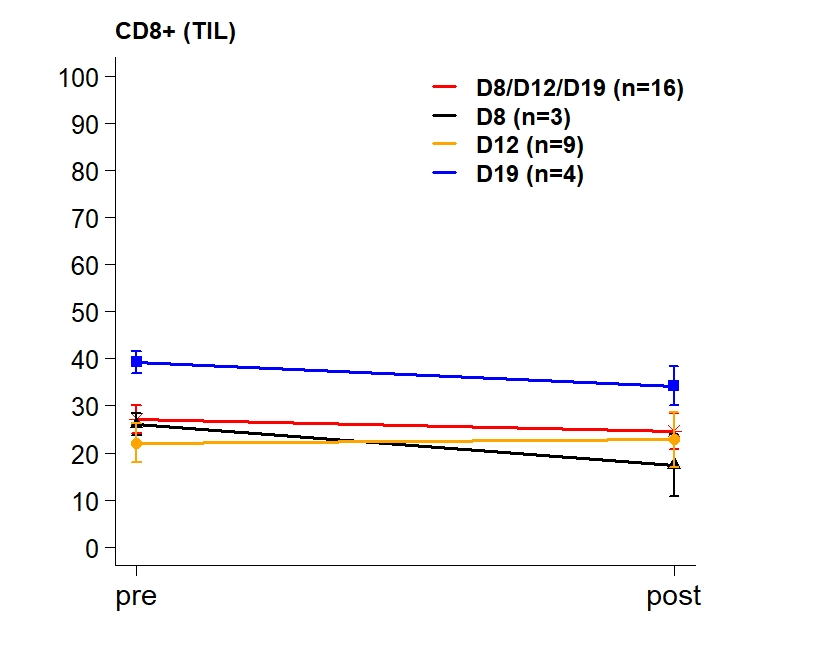 CD8+ (TIL)
D8/D12/D19 (n=16)
D8 (n=3)
D12 (n=9)
D19 (n=4)
100
90
80
70
60
50
40
30
20
10
0
pre
post